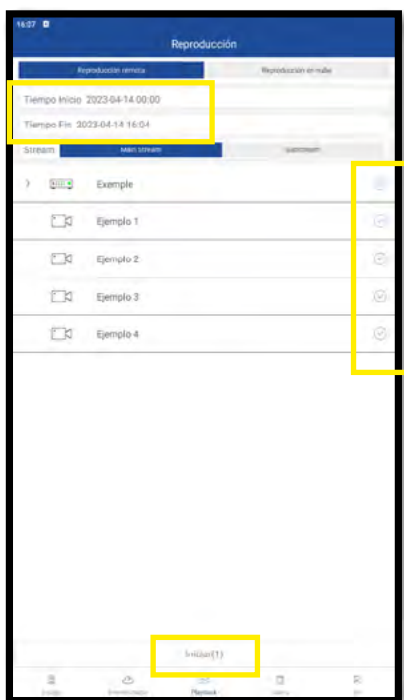 16:07
Reproducción
Reproducción remota Reproducción en nube
Tiempo Inicio 2023-04-14 00:00
Tiempo Fin 2023-04-14 16:04
Stream Main stream Substream
Exemple
Ejemplo 1
Ejemplo 2
Ejemplo 3
Ejemplo 4
Iniciar(1)
Playback